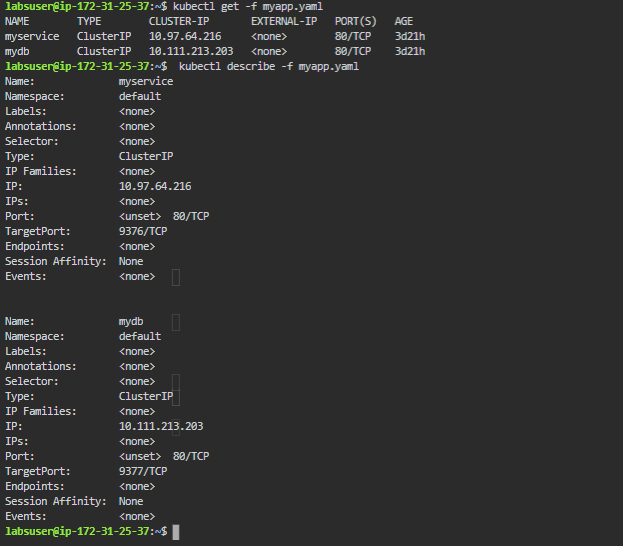 labsuser@ip-172-31-25-37:~$ kubectl get -f myapp.yaml
NAME        TYPE        CLUSTER-IP       EXTERNAL-IP   PORT(S)   AGE
myservice   ClusterIP   10.97.64.216     <none>        80/TCP    3d21h
mydb        ClusterIP   10.111.213.203   <none>        80/TCP    3d21h
labsuser@ip-172-31-25-37:~$  kubectl describe -f myapp.yaml
Name:              myservice
Namespace:         default
Labels:            <none>
Annotations:       <none>
Selector:          <none>
Type:              ClusterIP
IP Families:       <none>
IP:                10.97.64.216
IPs:               <none>
Port:              <unset>  80/TCP
TargetPort:        9376/TCP
Endpoints:         <none>
Session Affinity:  None
Events:            <none>
Name:              mydb
Namespace:         default
Labels:            <none>
Annotations:       <none>
Selector:          <none>
Type:              ClusterIP
IP Families:       <none>
IP:                10.111.213.203
IPs:               <none>
Port:              <unset>  80/TCP
TargetPort:        9377/TCP
Endpoints:         <none>
Session Affinity:  None
Events:            <none>
labsuser@ip-172-31-25-37:~$